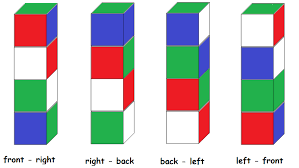 front - right
right - back
back - left
left - front